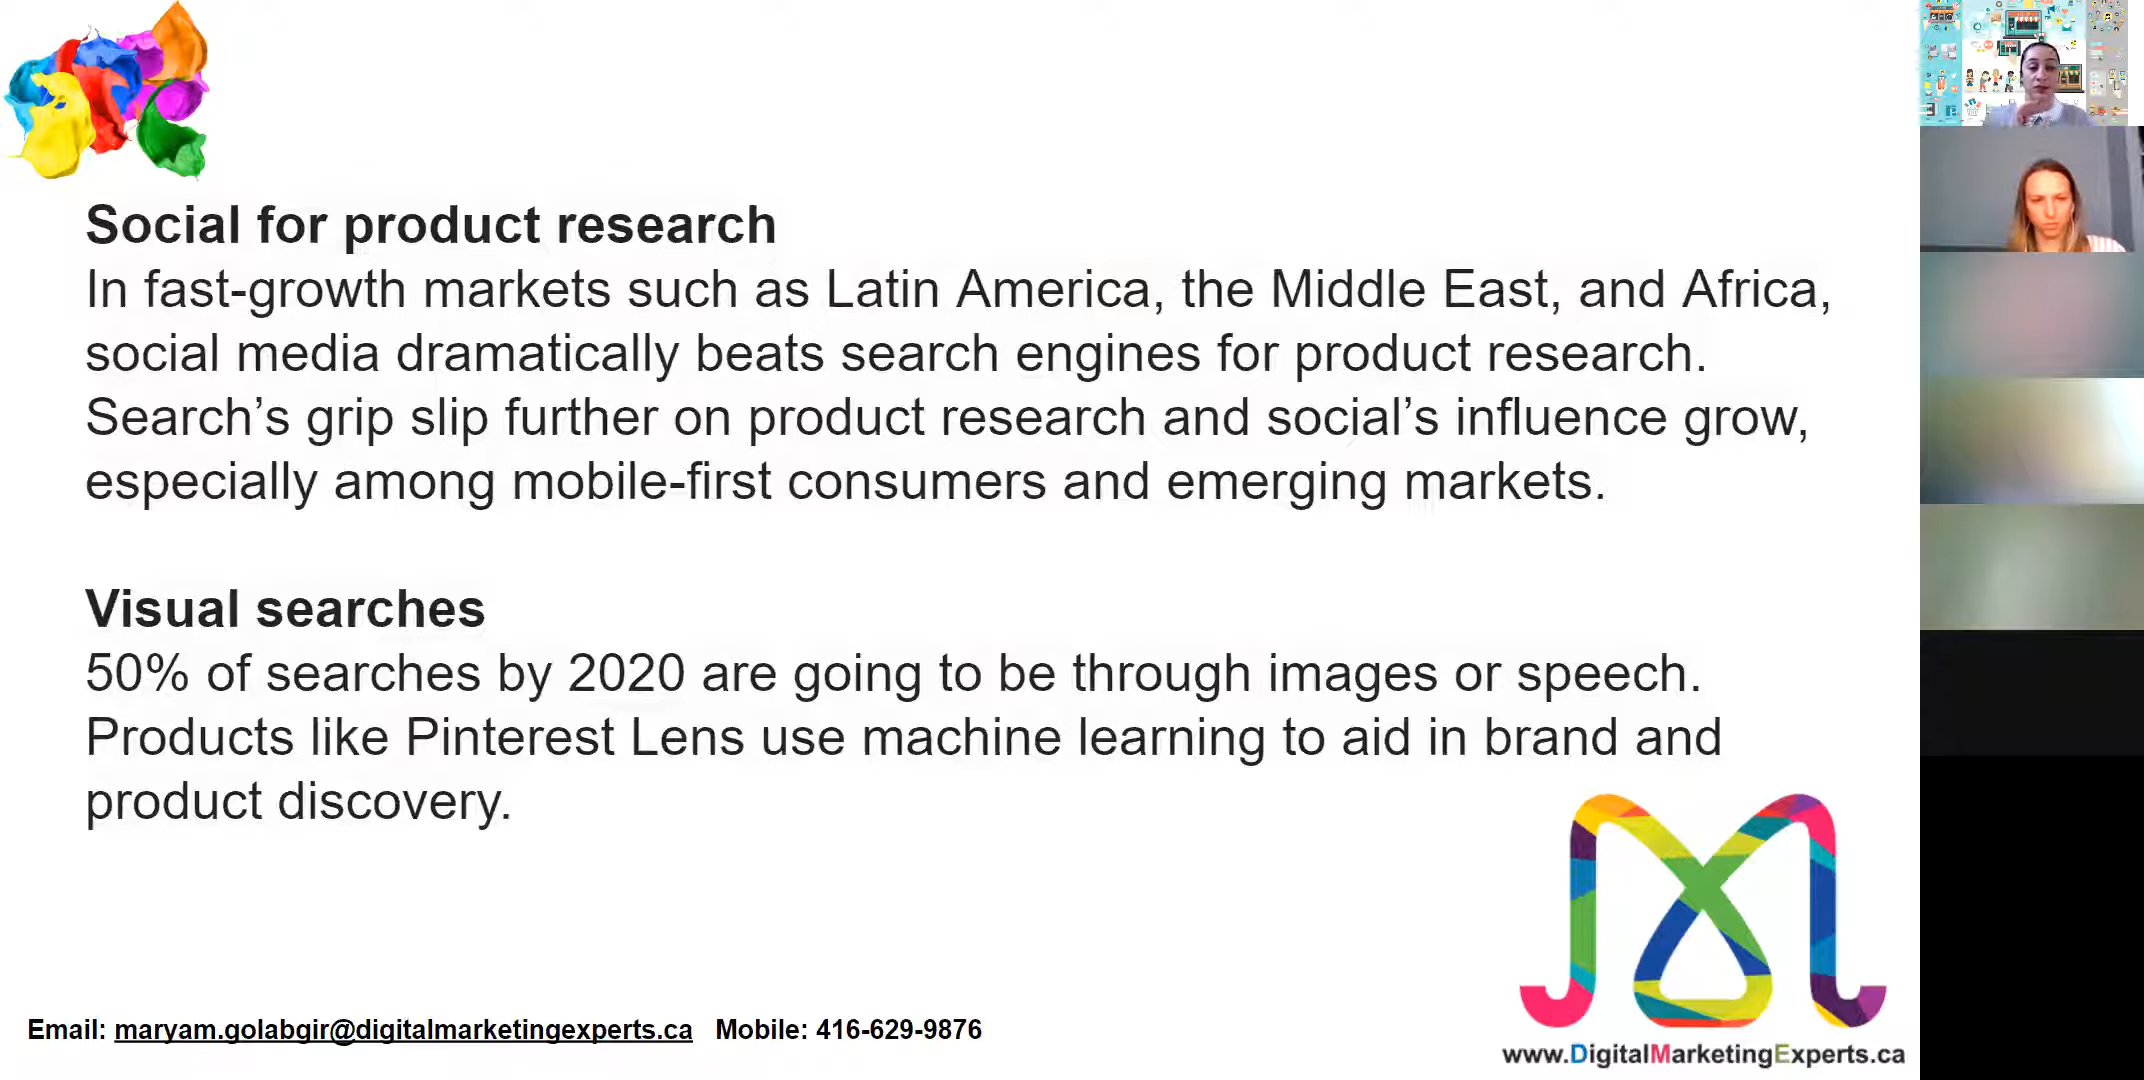 Social for product research
In fast-growth markets such as Latin America, the Middle East, and Africa,
social media dramatically beats search engines for product research.
Search’s grip slip further on product research and social’s influence grow,
especially among mobile-first consumers and emerging markets.
Visual searches
50% of searches by 2020 are going to be through images or speech.
Products like Pinterest Lens use machine learning to aid in brand and
product discovery.
Email: maryam.golabgir@digitalmarketingexperts.ca Mobile: 416-629-9876
www.DigitalMarketingExperts.ca